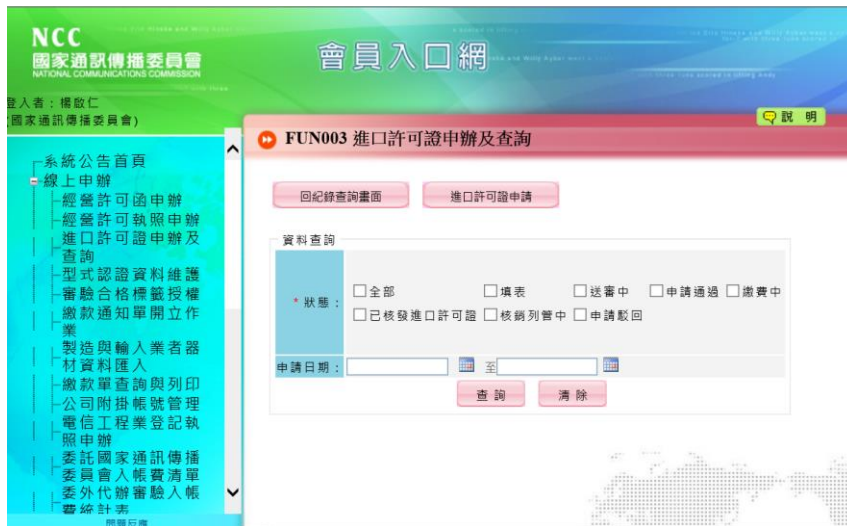 NCC
國家通訊傳播委員會
NATIONAL COMMUNICATIONS COMMISSION
會員入口網
登入者：楊啟仁
(國家通訊傳播委員會)
說 明
FUN003 進口許可證申辦及查詢
系統公告首頁
線上申辦
經營許可函申辦
經營許可執照申辦
進口許可證申辦及
查詢
型式認證資料維護
審驗合格標籤授權
繳款通知單開立作
業
製造與輸入業者器
材資料匯入
繳款單查詢與列印
公司附掛帳號管理
電信工程業登記執
照申辦
委託國家通訊傳播
委員會入帳費清單
委外代辦審驗入帳
費統計表
問題反應
回紀錄查詢畫面 進口許可證申請
資料查詢
* 狀態：
全部 填表 送審中 申請通過 繳費中
已核發進口許可證 核銷列管中 申請駁回
申請日期： 至
查 詢 清 除